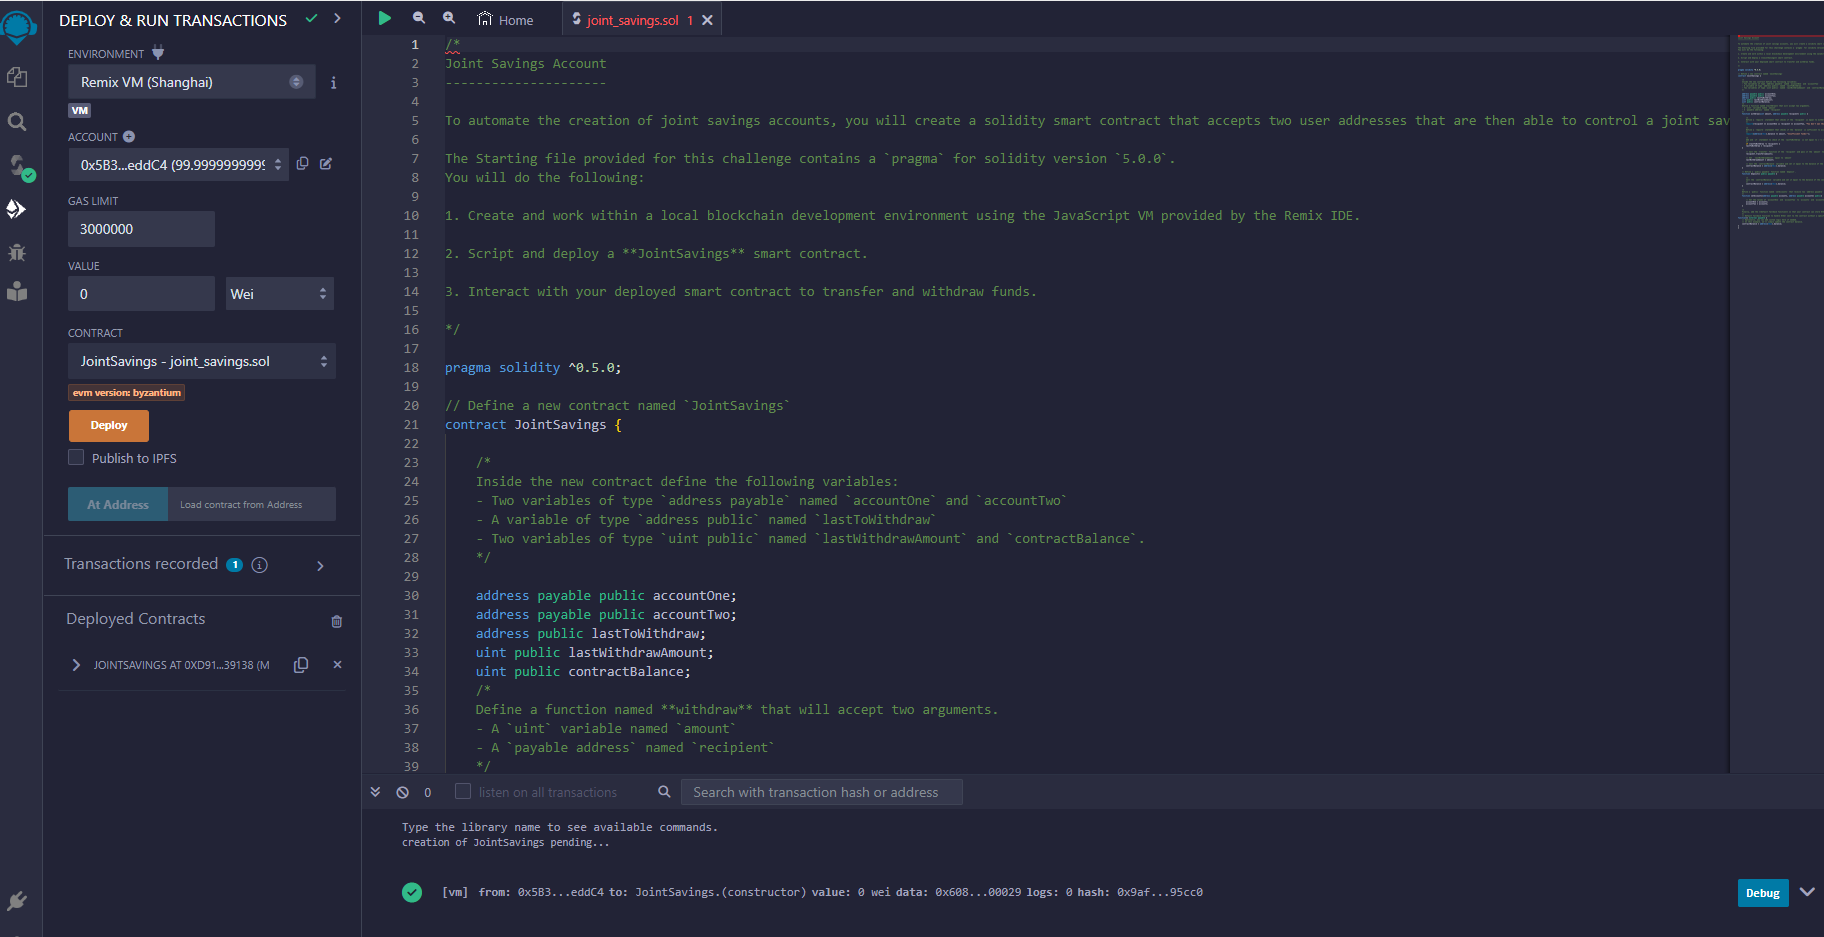 DEPLOY & RUN TRANSACTIONS
ENVIRONMENT
Remix VM (Shanghai)
VM
ACCOUNT
0x5B3...eddC4 (99.9999999999
GAS LIMIT
3000000
VALUE
0
Wei
CONTRACT
JointSavings - joint_savings.sol
evm version: byzantium
Deploy
Publish to IPFS
At Address
Load contract from Address
Transactions recorded 1
Deployed Contracts
JOINTSAVINGS AT 0XD91...39138 (M
Home
joint_savings.sol 1
1 /*
2 Joint Savings Account
3 ---------------------
4
5 To automate the creation of joint savings accounts, you will create a solidity smart contract that accepts two user addresses that are then able to control a joint sav
6
7 The Starting file provided for this challenge contains a `pragma` for solidity version `5.0.0`.
8 You will do the following:
9
10 1. Create and work within a local blockchain development environment using the JavaScript VM provided by the Remix IDE.
11
12 2. Script and deploy a **JointSavings** smart contract.
13
14 3. Interact with your deployed smart contract to transfer and withdraw funds.
15
16 */
17
18 pragma solidity ^0.5.0;
19
20 // Define a new contract named `JointSavings`
21 contract JointSavings {
22
23 /*
24 Inside the new contract define the following variables:
25 - Two variables of type `address payable` named `accountOne` and `accountTwo`
26 - A variable of type `address public` named `lastToWithdraw`
27 - Two variables of type `uint public` named `lastWithdrawAmount` and `contractBalance`.
28 */
29
30 address payable public accountOne;
31 address payable public accountTwo;
32 address public lastToWithdraw;
33 uint public lastWithdrawAmount;
34 uint public contractBalance;
35 /*
36 Define a function named **withdraw** that will accept two arguments.
37 - A `uint` variable named `amount`
38 - A `payable address` named `recipient`
39 */
0
listen on all transactions
Search with transaction hash or address
Type the library name to see available commands.
creation of JointSavings pending...
[vm] from: 0x5B3...eddC4 to: JointSavings.(constructor) value: 0 wei data: 0x608...00029 logs: 0 hash: 0x9af...95cc0
Debug